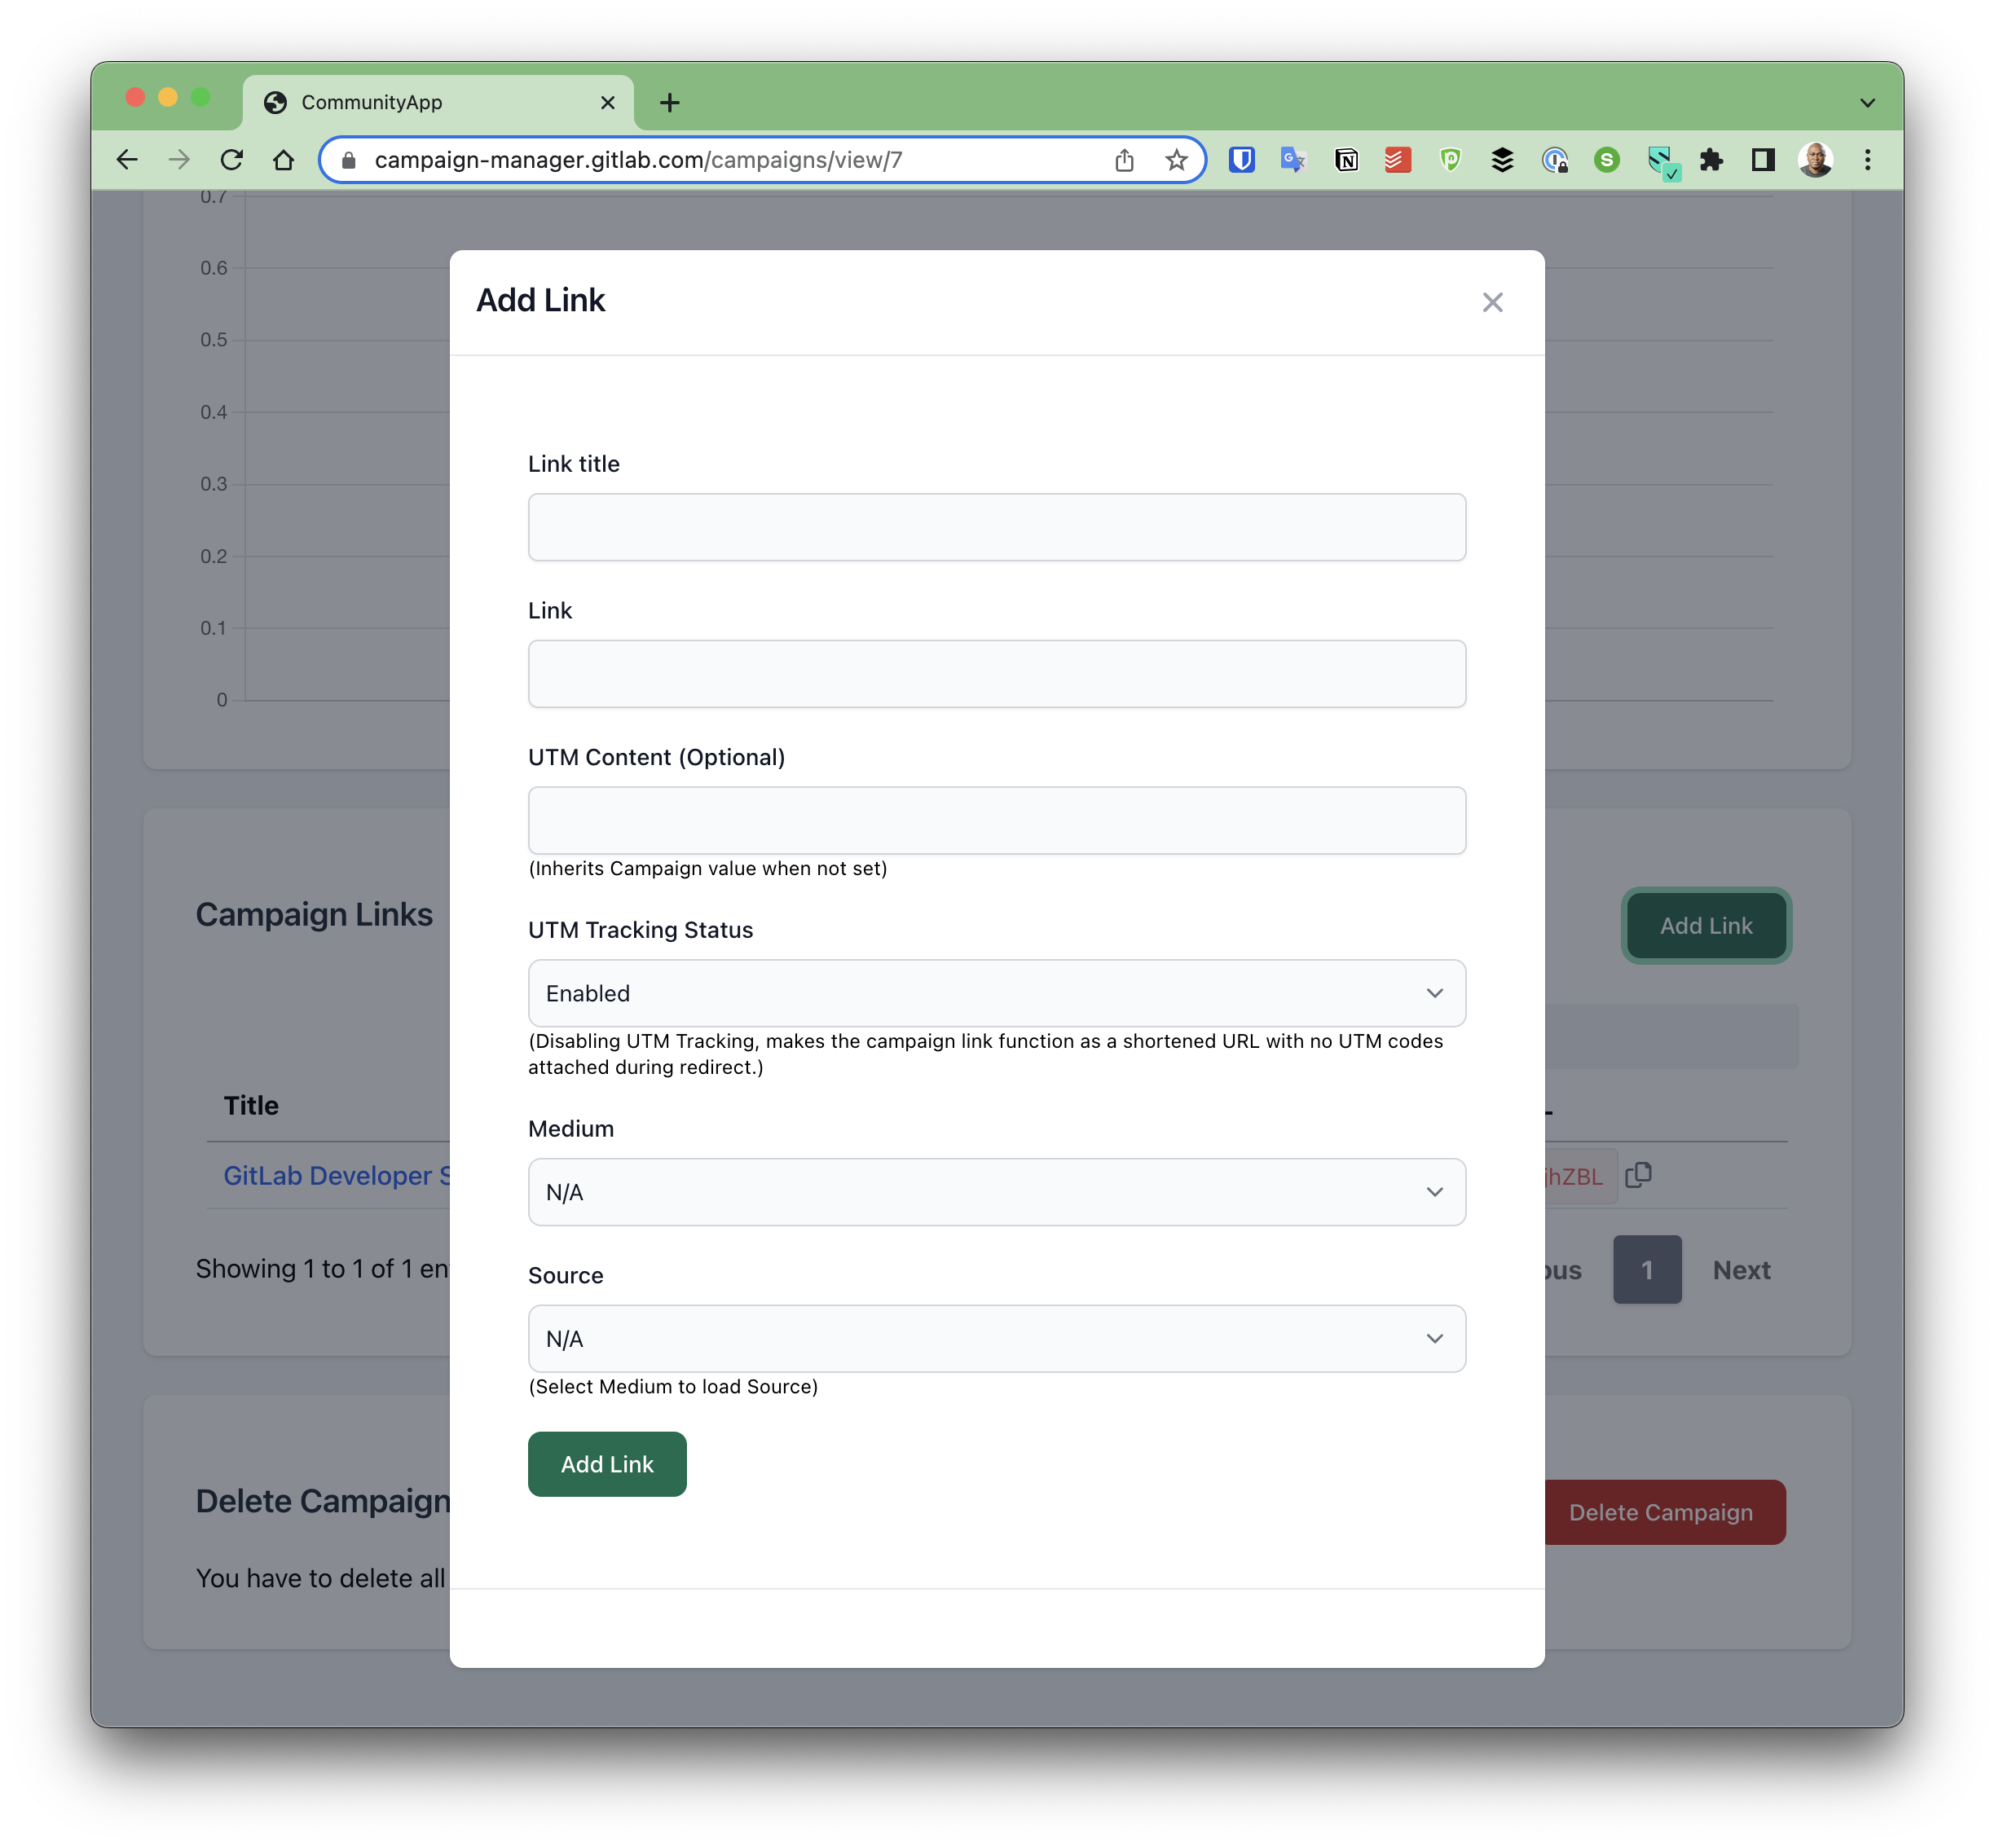 CommunityApp
campaign-manager.gitlab.com/campaigns/view/7
0.7
0.6
0.5
0.4
0.3
0.2
0.1
0
Add Link
Link title
Link
UTM Content (Optional)
(Inherits Campaign value when not set)
UTM Tracking Status
Enabled
(Disabling UTM Tracking, makes the campaign link function as a shortened URL with no UTM codes
attached during redirect.)
Medium
N/A
Source
N/A
(Select Medium to load Source)
Add Link
Campaign Links
Add Link
Title
GitLab Developer
jhZBL
Showing 1 to 1 of 1
1
Next
Delete Campaign
Delete Campaign
You have to delete all